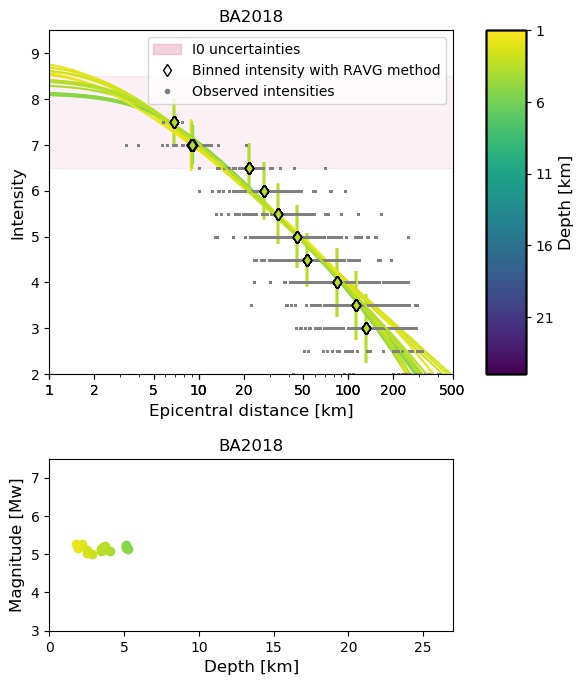 BA2018
I0 uncertainties
Binned intensity with RAVG method
Observed intensities
9
8
7
6
5
4
3
2
Intensity
1 2 5 10 20 50 100 200 500
Epicentral distance [km]
1
6
11
16
21
Depth [km]
BA2018
7
6
5
4
3
Magnitude [Mw]
0 5 10 15 20 25
Depth [km]